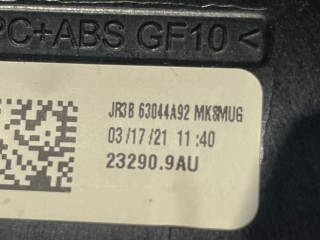 PC+ABS GF10 <
JR3B 63044A92 MK8MUG
03/17/21 11:40
23290.9AU